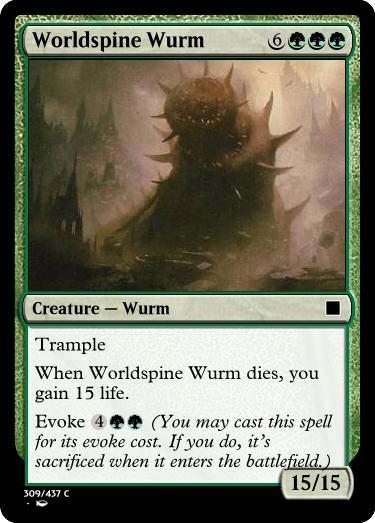 Worldspine Wurm 6
Creature — Wurm
Trample
When Worldspine Wurm dies, you
gain 15 life.
Evoke 4 (You may cast this spell
for its evoke cost. If you do, it's
sacrificed when it enters the battlefield.)
15/15
309/437 C